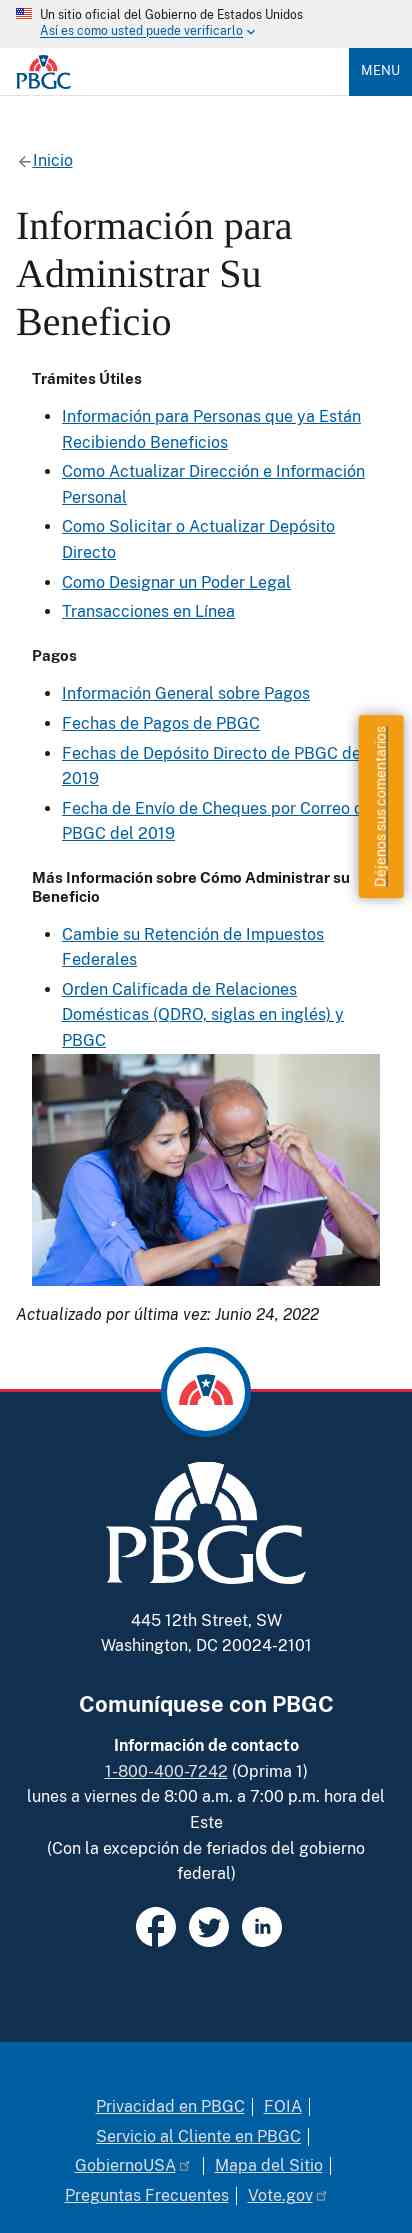 Un sitio oficial del Gobierno de Estados Unidos
Así es como usted puede verificarlo
PBGC
MENU
Inicio
Información para
Administrar Su
Beneficio
Trámites Útiles
Información para Personas que ya Están
Recibiendo Beneficios
Como Actualizar Dirección e Información
Personal
Como Solicitar o Actualizar Depósito
Directo
Como Designar un Poder Legal
Transacciones en Línea
Pagos
Información General sobre Pagos
Fechas de Pagos de PBGC
Fechas de Depósito Directo de PBGC de
2019
Fecha de Envío de Cheques por Correo
PBGC del 2019
Déjenos sus comentarios
Más Información sobre Cómo Administrar su
Beneficio
Cambie su Retención de Impuestos
Federales
Orden Calificada de Relaciones
Domésticas (QDRO, siglas en inglés) y
PBGC
Actualizado por última vez: Junio 24, 2022
PBGC
445 12th Street, SW
Washington, DC 20024-2101
Comuníquese con PBGC
Información de contacto
1-800-400-7242 (Oprima 1)
lunes a viernes de 8:00 a.m. a 7:00 p.m. hora del
Este
(Con la excepción de feriados del gobierno
federal)
Privacidad en PBGC | FOIA |
Servicio al Cliente en PBGC |
GobiernoUSA | Mapa del Sitio |
Preguntas Frecuentes | Vote.gov